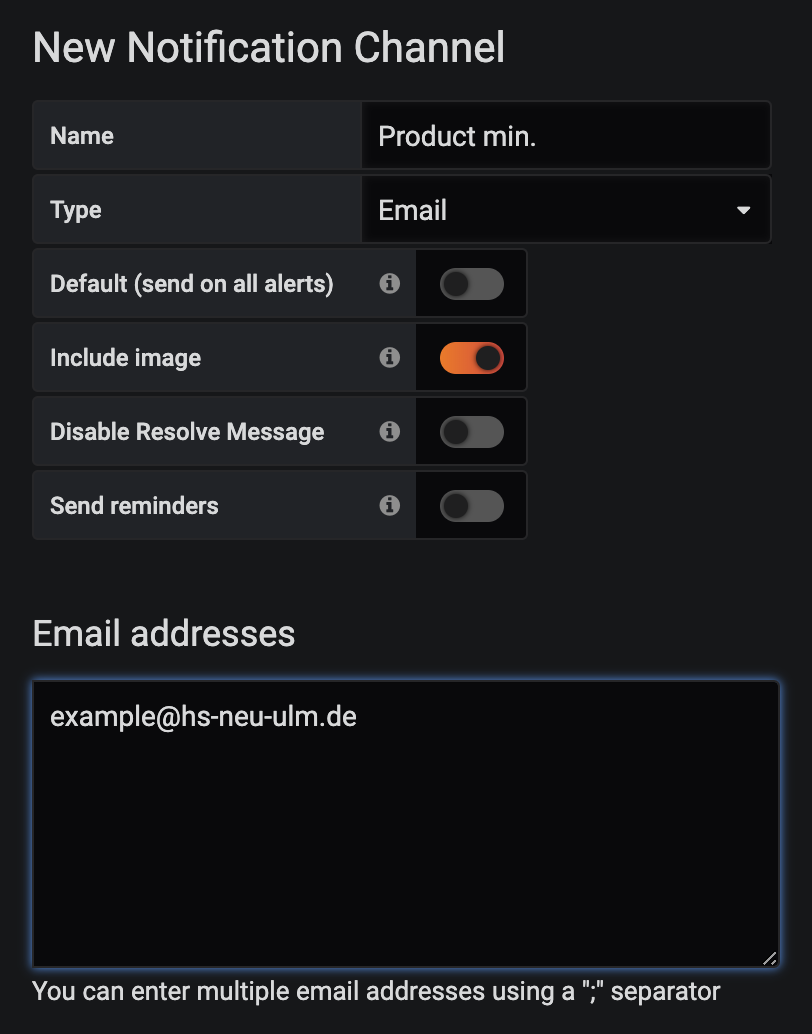 New Notification Channel
Name
Product min.
Type
Email
Default (send on all alerts)
Include image
Disable Resolve Message
Send reminders
Email addresses
example@hs-neu-ulm.de
You can enter multiple email addresses using a ";" separator